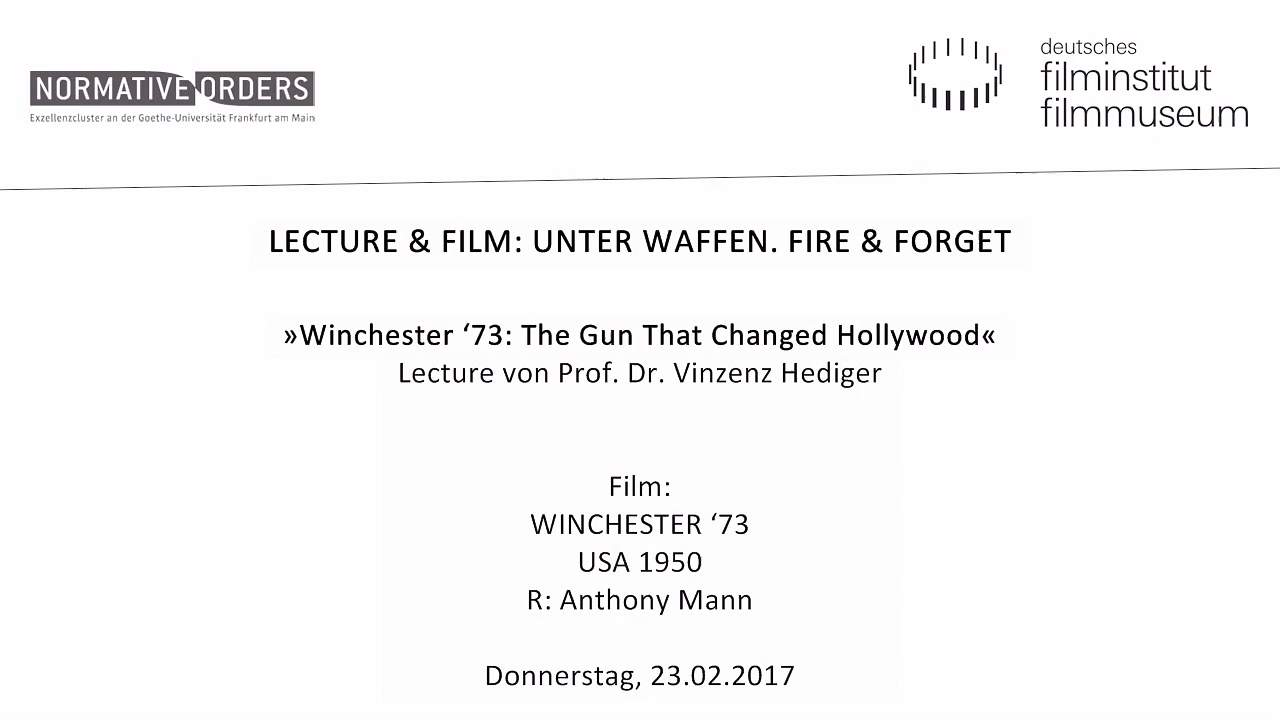 NORMATIVE ORDERS
Exzellenzcluster an der Goethe-Universität Frankfurt am Main
deutsches
filminstitut
filmmuseum
LECTURE & FILM: UNTER WAFFEN. FIRE & FORGET
»Winchester ‘73: The Gun That Changed Hollywood«
Lecture von Prof. Dr. Vinzenz Hediger
Film:
WINCHESTER ‘73
USA 1950
R: Anthony Mann
Donnerstag, 23.02.2017